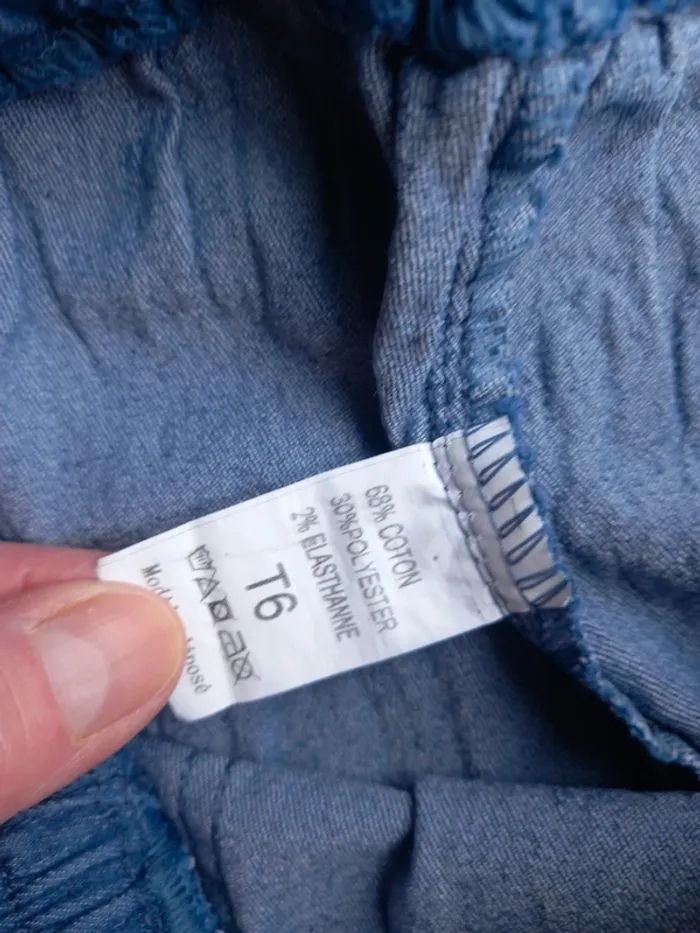 68% COTON
30%POLYESTER
2% ELASTHANNE
T6